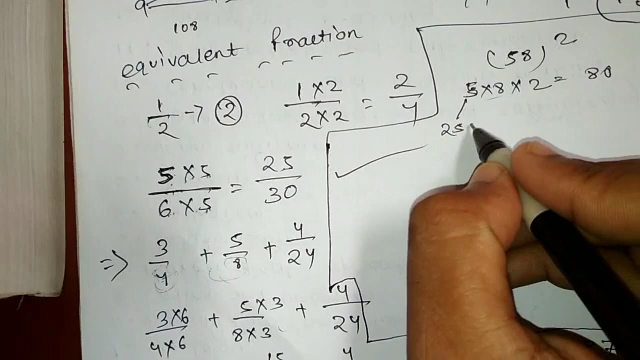 108
equivalent fraction
1/2 → ② 1×2/2×2 = 2/4
5×5/6×5 = 25/30
⇒ 3/4 + 5/8 + 4/24
3×6/4×6 + 5×3/8×3 + 4/24
15 4
(58)²
5×8×2 = 80
25